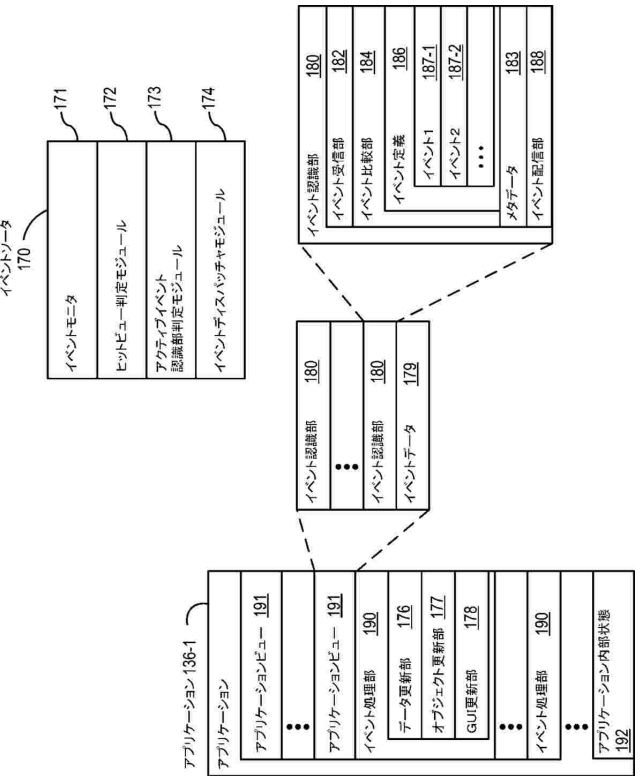 イベントソータ
170
イベントモニタ
171
ヒットビュー判定モジュール
172
アクティブイベント
認識部判定モジュール
173
イベントディスパッチャモジュール
174
アプリケーション 136-1
アプリケーション
アプリケーションビュー 191
•••
アプリケーションビュー 191
イベント処理部 190
データ更新部 176
オブジェクト更新部 177
GUI更新部 178
•••
イベント処理部 190
•••
アプリケーション内部状態
192
イベント認識部 180
•••
イベント認識部 180
イベントデータ 179
イベント認識部 180
イベント受信部 182
イベント比較部 184
イベント定義 186
イベント1 187-1
イベント2 187-2
•••
メタデータ 183
イベント配信部 188